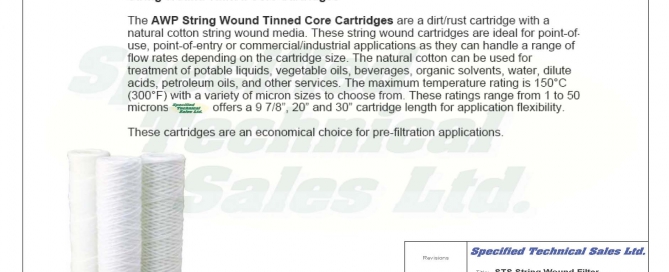 The AWP String Wound Tinned Core Cartridges are a dirt/rust cartridge with a
natural cotton string wound media. These string wound cartridges are ideal for point-of-
use, point-of-entry or commercial/industrial applications as they can handle a range of
flow rates depending on the cartridge size. The natural cotton can be used for
treatment of potable liquids, vegetable oils, beverages, organic solvents, water, dilute
acids, petroleum oils, and other services. The maximum temperature rating is 150°C
(300°F) with a variety of micron sizes to choose from. These ratings range from 1 to 50
microns Specified Technical Sales Ltd. offers a 9 7/8", 20" and 30" cartridge length for application flexibility.
These cartridges are an economical choice for pre-filtration applications.
Specified
Technical
Sales Ltd.
Revisions
Specified Technical Sales Ltd.
STS String Wound Filter